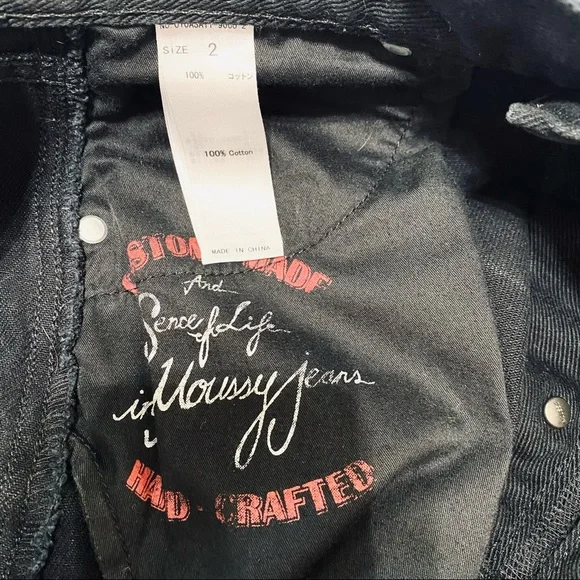 SIZE 2
100% コットン
100% Cotton
MADE IN CHINA
MADE
And
Sence of Life
in Moussy jeans
HAND-CRAFTED